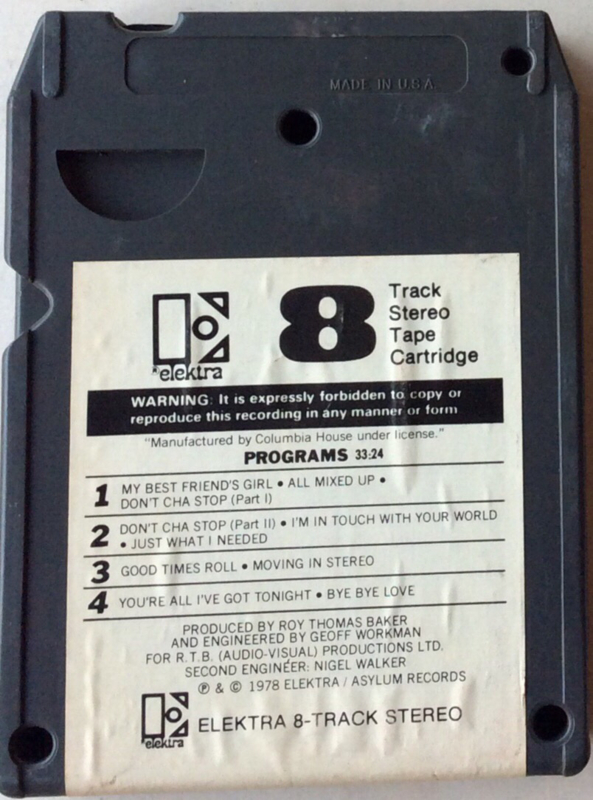 MADE IN U.S.A.
elektra
8
Track
Stereo
Tape
Cartridge
WARNING: It is expressly forbidden to copy or
reproduce this recording in any manner or form
"Manufactured by Columbia House under license."
PROGRAMS 33:24
1 MY BEST FRIEND'S GIRL • ALL MIXED UP •
DON'T CHA STOP (Part I)
2 DON'T CHA STOP (Part II) • I'M IN TOUCH WITH YOUR WORLD
• JUST WHAT I NEEDED
3 GOOD TIMES ROLL • MOVING IN STEREO
4 YOU'RE ALL I'VE GOT TONIGHT • BYE BYE LOVE
PRODUCED BY ROY THOMAS BAKER
AND ENGINEERED BY GEOFF WORKMAN
FOR R.T.B. (AUDIO-VISUAL) PRODUCTIONS LTD.
SECOND ENGINEER: NIGEL WALKER
℗ & © 1978 ELEKTRA / ASYLUM RECORDS
elektra
ELEKTRA 8-TRACK STEREO